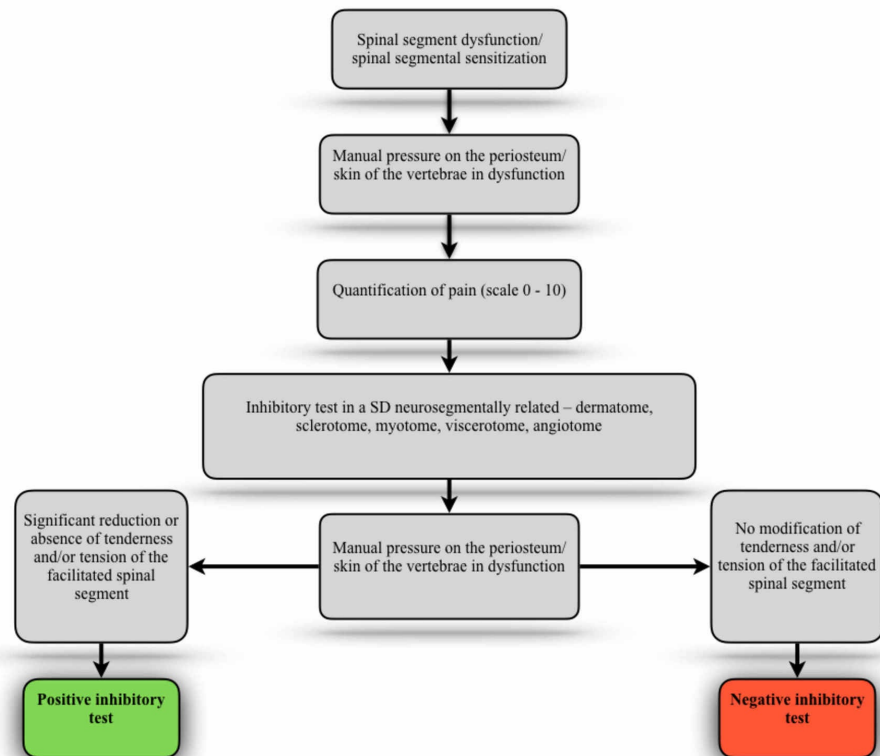 Spinal segment dysfunction/
spinal segmental sensitization
Manual pressure on the periosteum/
skin of the vertebrae in dysfunction
Quantification of pain (scale 0 - 10)
Inhibitory test in a SD neurosegmentally related – dermatome,
sclerotome, myotome, viscerotome, angiotome
Significant reduction or
absence of tenderness
and/or tension of the
facilitated spinal
segment
Manual pressure on the periosteum/
skin of the vertebrae in dysfunction
No modification of
tenderness and/or
tension of the facilitated
spinal segment
Positive inhibitory
test
Negative inhibitory
test